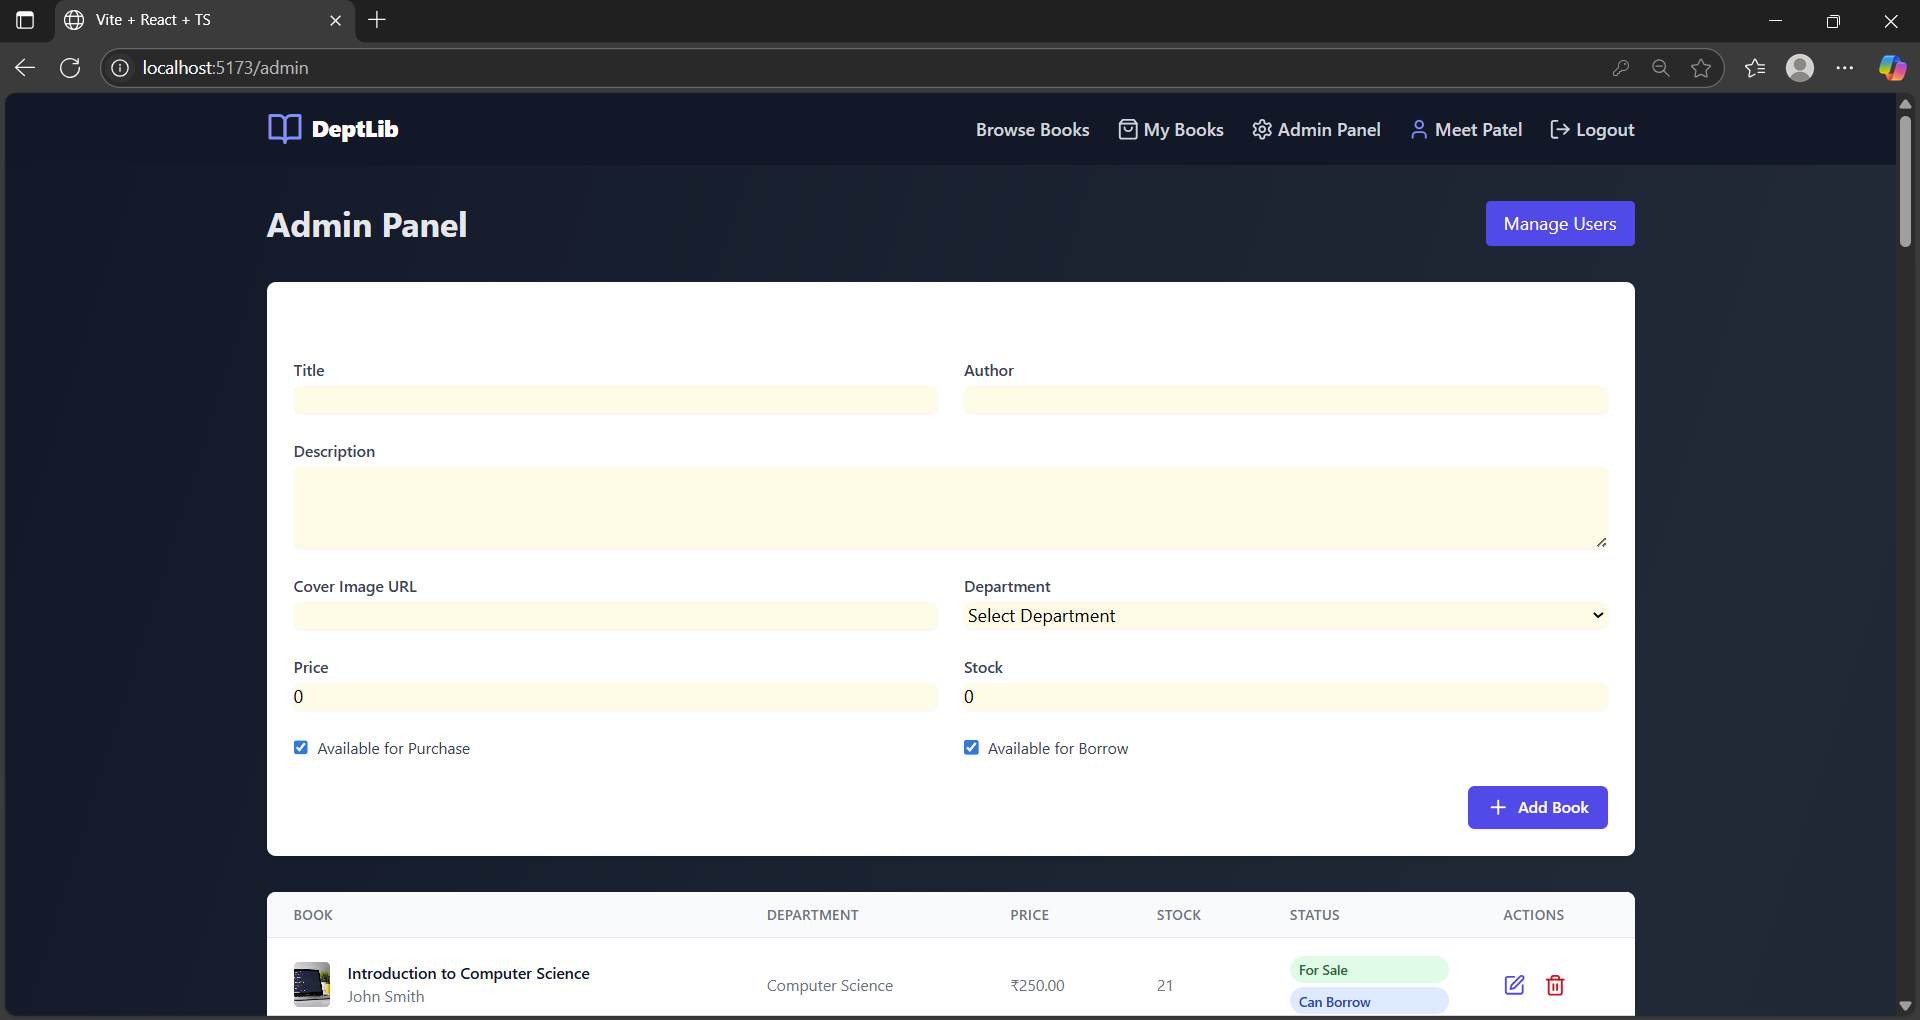 Vite + React + TS
localhost:5173/admin
DeptLib
Browse Books
My Books
Admin Panel
Meet Patel
Logout
Admin Panel
Manage Users
Title
Author
Description
Cover Image URL
Department
Select Department
Price
Stock
0
0
Available for Purchase
Available for Borrow
Add Book
BOOK
DEPARTMENT
PRICE
STOCK
STATUS
ACTIONS
Introduction to Computer Science
John Smith
Computer Science
₹250.00
21
For Sale
Can Borrow